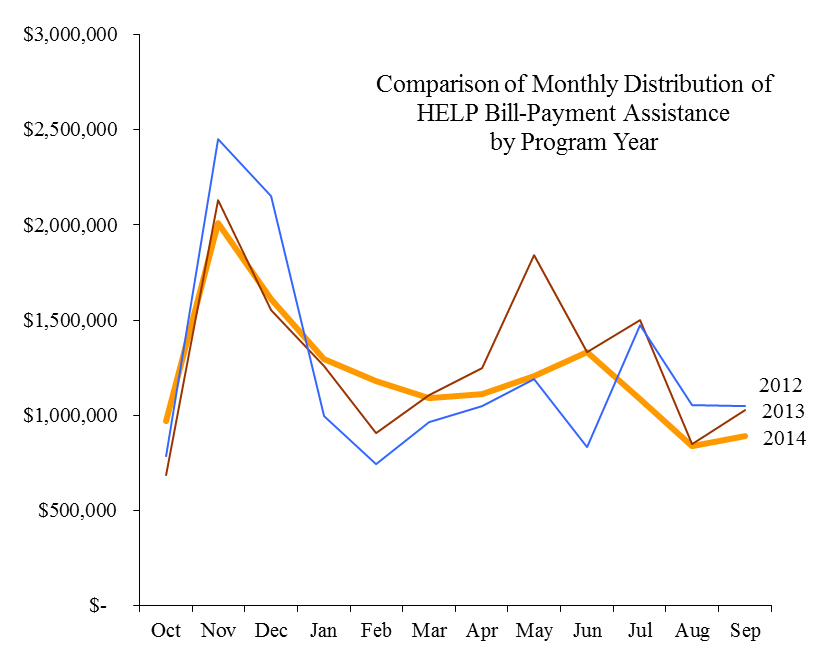 Comparison of Monthly Distribution of
HELP Bill-Payment Assistance
by Program Year
$3,000,000
$2,500,000
$2,000,000
$1,500,000
$1,000,000
$500,000
$-
2012
2013
2014
Oct Nov Dec Jan Feb Mar Apr May Jun Jul Aug Sep